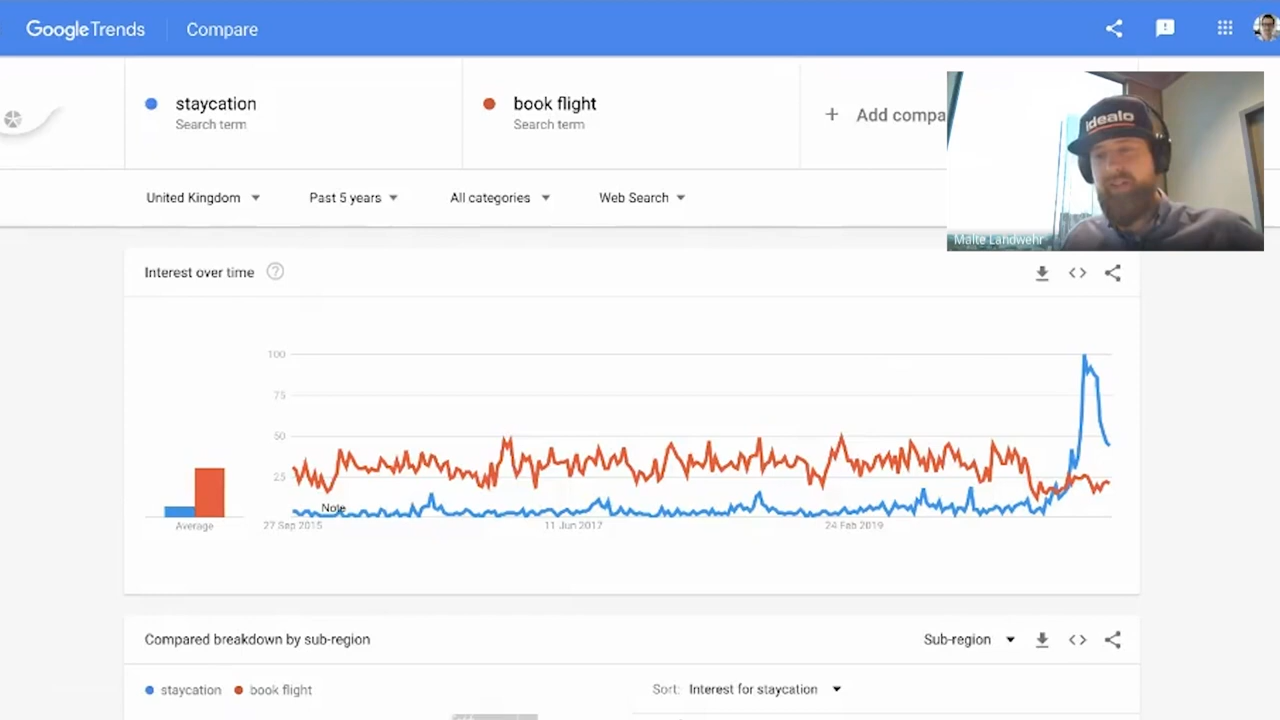 GoogleTrends
Compare
staycation
Search term
book flight
Search term
+ Add compa
idealo
Malte Landwehr
United Kingdom
Past 5 years
All categories
Web Search
Interest over time
?
100
75
50
25
Note
Average
27 Sep 2015
11 Jun 2017
24 Feb 2019
Compared breakdown by sub-region
Sub-region
staycation
book flight
Sort: Interest for staycation